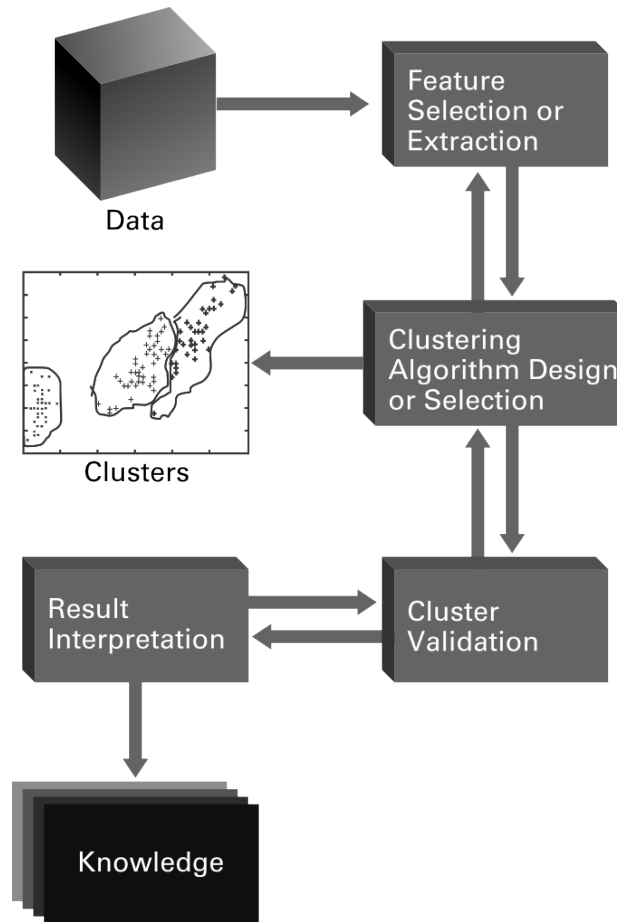 Data
Feature
Selection or
Extraction
Clustering
Algorithm Design
or Selection
Clusters
Cluster
Validation
Result
Interpretation
Knowledge